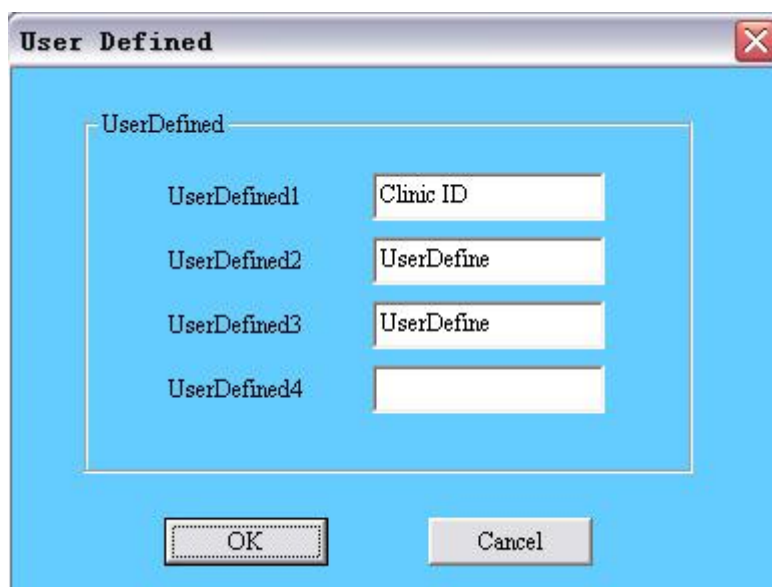 User Defined
UserDefined
UserDefined1 Clinic ID
UserDefined2 UserDefine
UserDefined3 UserDefine
UserDefined4
OK Cancel